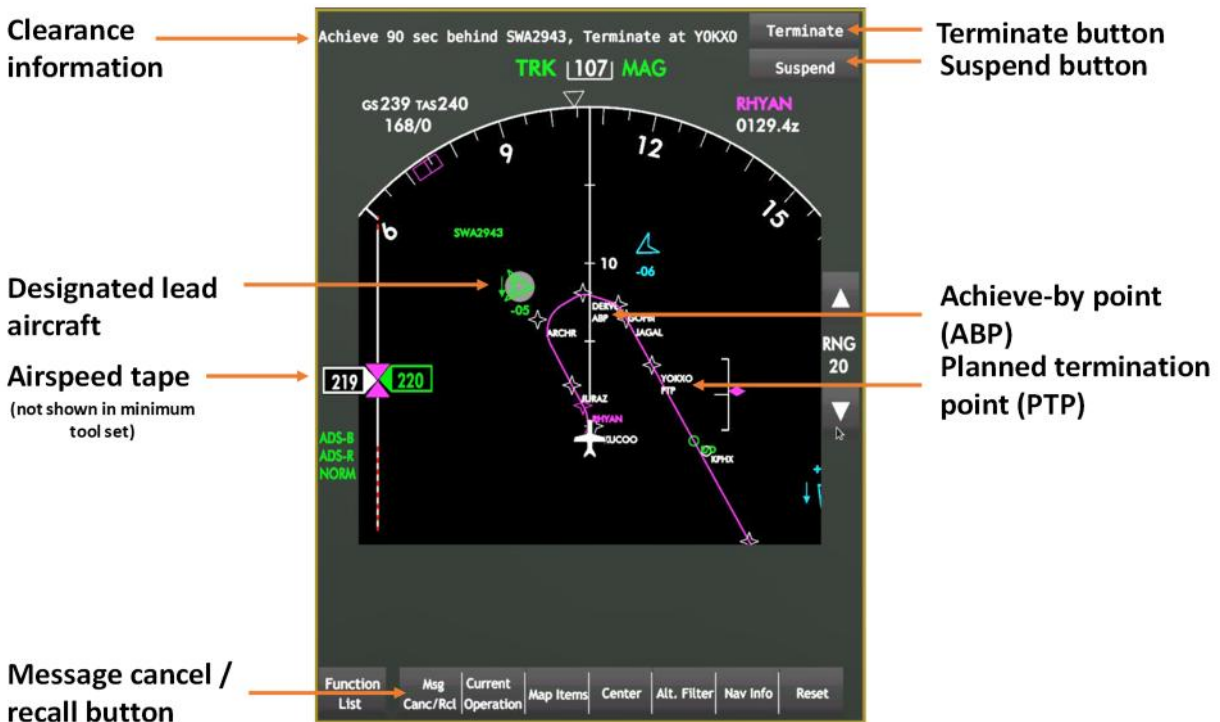 Clearance
information
Achieve 90 sec behind SWA2943, Terminate at YOKXO
Terminate
Suspend
Terminate button
Suspend button
TRK 107 MAG
GS239 TAS240
168/0
RHYAN
0129.4z
6
9
12
15
SWA2943
10
-06
-05
Designated lead
aircraft
DERVL
ABP
GOHIR
JAGAL
ARCHR
Achieve-by point
(ABP)
RNG
20
Planned termination
point (PTP)
Airspeed tape
(not shown in minimum
tool set)
219
220
YOKXO
PTP
JURAZ
RHYAN
KUCOO
KPHX
ADS-B
ADS-R
NORM
+
Message cancel /
recall button
Function
List
Msg
Canc/Rcl
Current
Operation
Map Items
Center
Alt. Filter
Nav Info
Reset